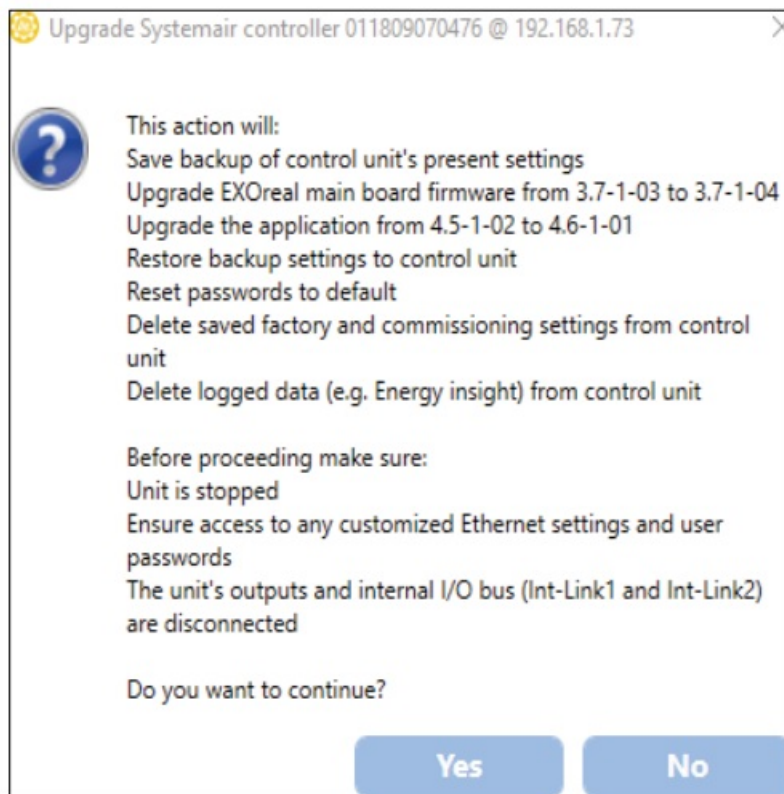 Upgrade Systemair controller 011809070476 @ 192.168.1.73
This action will:
Save backup of control unit's present settings
Upgrade EXOreal main board firmware from 3.7-1-03 to 3.7-1-04
Upgrade the application from 4.5-1-02 to 4.6-1-01
Restore backup settings to control unit
Reset passwords to default
Delete saved factory and commissioning settings from control
unit
Delete logged data (e.g. Energy insight) from control unit
Before proceeding make sure:
Unit is stopped
Ensure access to any customized Ethernet settings and user
passwords
The unit's outputs and internal I/O bus (Int-Link1 and Int-Link2)
are disconnected
Do you want to continue?
Yes No